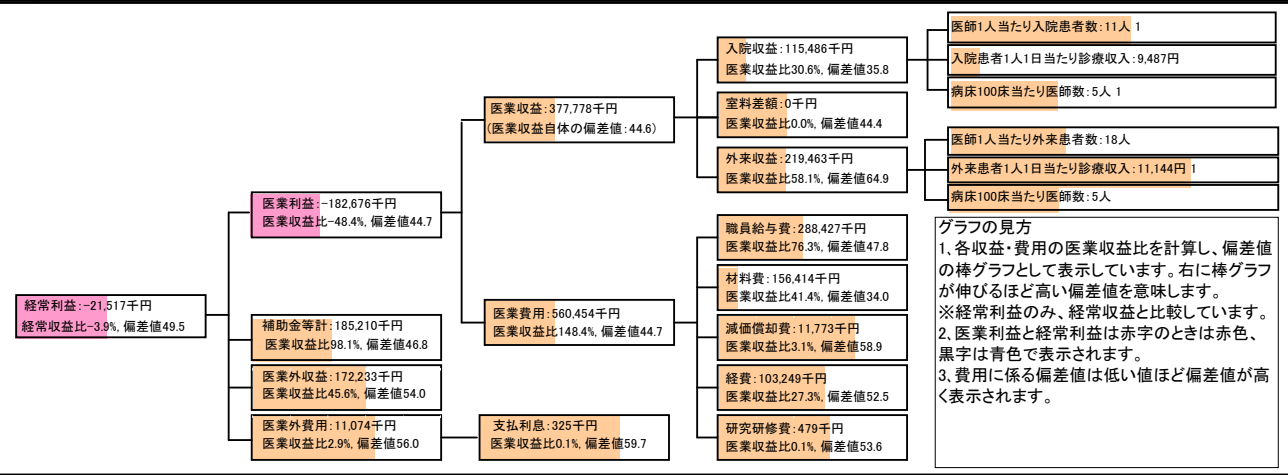 経常利益:-21,517千円
経常収比-3.9%, 偏差値49.5
医業利益:-182,676千円
医業収益比-48.4%, 偏差値44.7
補助金等計:185,210千円
医業収益比98.1%, 偏差値46.8
医業外収益:172,233千円
医業収益比45.6%, 偏差値54.0
医業外費用:11,074千円
医業収益比2.9%, 偏差値56.0
医業収益:377,778千円
(医業収益自体の偏差値:44.6)
医業費用:560,454千円
医業収益比148.4%, 偏差値44.7
支払利息:325千円
医業収益比0.1%, 偏差値59.7
入院収益:115,486千円
医業収益比30.6%, 偏差値35.8
室料差額:0千円
医業収益比0.0%, 偏差値44.4
外来収益:219,463千円
医業収益比58.1%, 偏差値64.9
職員給与費:288,427千円
医業収益比76.3%, 偏差値47.8
材料費:156,414千円
医業収益比41.4%, 偏差値34.0
減価償却費:11,773千円
医業収益比3.1%, 偏差値58.9
経費:103,249千円
医業収益比27.3%, 偏差値52.5
研究研修費:479千円
医業収益比0.1%, 偏差値53.6
医師1人当たり入院患者数:11人 1
入院患者1人1日当たり診療収入:9,487円
病床100床当たり医師数:5人 1
医師1人当たり外来患者数:18人
外来患者1人1日当たり診療収入:11,144円 1
病床100床当たり医師数:5人
グラフの見方
1、各収益・費用の医業収益比を計算し、偏差値
の棒グラフとして表示しています。右に棒グラフ
が伸びるほど高い偏差値を意味します。
※経常利益のみ、経常収益と比較しています。
2、医業利益と経常利益は赤字のときは赤色、
黒字は青色で表示されます。
3、費用に係る偏差値は低い値ほど偏差値が高
く表示されます。